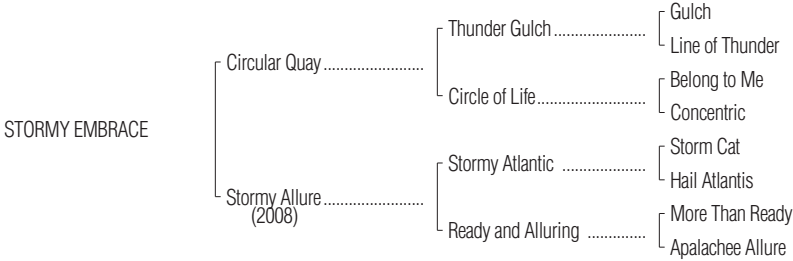 Gulch
Thunder Gulch .......................
Line of Thunder
Circular Quay .........................
Belong to Me
Circle of Life...........................
Concentric
STORMY EMBRACE
Storm Cat
Stormy Atlantic .....................
Hail Atlantis
Stormy Allure.........................
(2008)
More Than Ready
Ready and Alluring ..............
Apalachee Allure